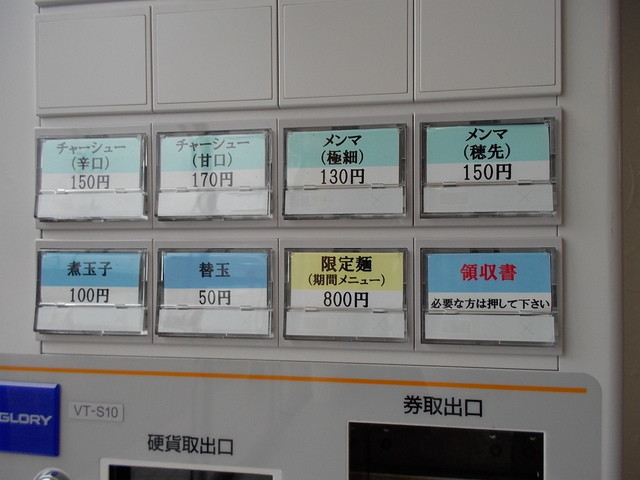 チャーシュー
(辛口)
150円
チャーシュー
(甘口)
170円
メンマ
(極細)
130円
メンマ
(穂先)
150円
煮玉子
100円
替玉
50円
限定麺
(期間メニュー)
800円
領収書
必要な方は押して下さい
GLORY
VT-S10
硬貨取出口
券取出口